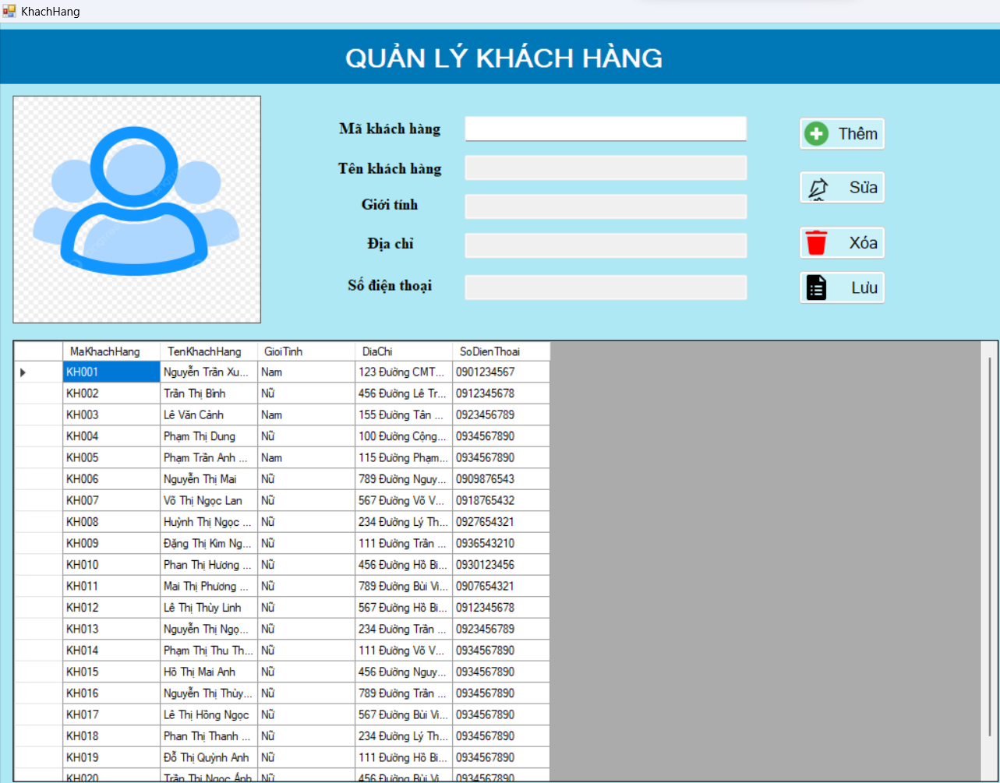 KhachHang
QUẢN LÝ KHÁCH HÀNG
Mã khách hàng
Thêm
Tên khách hàng
Sửa
Giới tính
Địa chỉ
Xóa
Số điện thoại
Lưu
MaKhachHang TenKhachHang GioiTinh DiaChi SoDienThoai
KH001 Nguyễn Trần Xu... Nam 123 Đường CMT... 0901234567
KH002 Trần Thị Bình Nữ 456 Đường Lê Tr... 0912345678
KH003 Lê Văn Cảnh Nam 155 Đường Tân ... 0923456789
KH004 Phạm Thị Dung Nữ 100 Đường Cộng... 0934567890
KH005 Phạm Trần Anh ... Nam 115 Đường Phạm... 0934567890
KH006 Nguyễn Thị Mai Nữ 789 Đường Nguy... 0909876543
KH007 Võ Thị Ngọc Lan Nữ 567 Đường Võ V... 0918765432
KH008 Huỳnh Thị Ngọc ... Nữ 234 Đường Lý Th... 0927654321
KH009 Đặng Thị Kim Ng... Nữ 111 Đường Trần ... 0936543210
KH010 Phan Thị Hương ... Nữ 456 Đường Hồ Bi... 0930123456
KH011 Mai Thị Phương ... Nữ 789 Đường Bùi Vi... 0907654321
KH012 Lê Thị Thùy Linh Nữ 567 Đường Hồ Bi... 0912345678
KH013 Nguyễn Thị Ngọ... Nữ 234 Đường Trần ... 0923456789
KH014 Phạm Thị Thu Th... Nữ 111 Đường Võ V... 0934567890
KH015 Hồ Thị Mai Anh Nữ 456 Đường Nguy... 0934567890
KH016 Nguyễn Thị Thùy... Nữ 789 Đường Trần ... 0934567890
KH017 Lê Thị Hồng Ngọc Nữ 567 Đường Bùi Vi... 0934567890
KH018 Phan Thị Thanh ... Nữ 234 Đường Lý Th... 0934567890
KH019 Đỗ Thị Quỳnh Anh Nữ 111 Đường Hồ Bi... 0934567890
KH020 Trần Thị Ngọc Ánh Nữ 456 Đường Bùi Vi... 0934567890